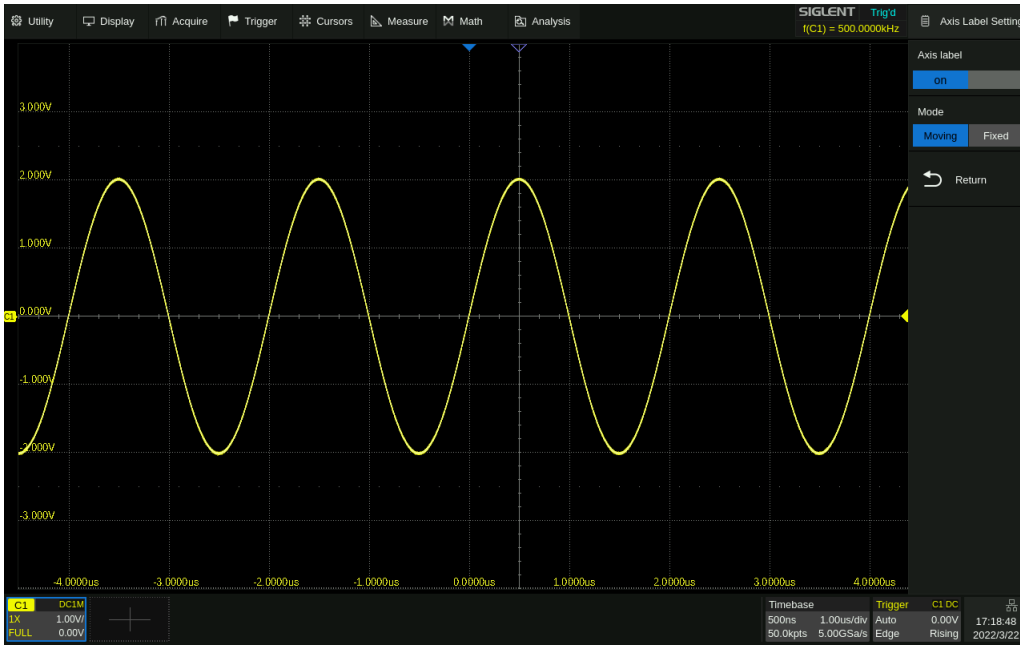 Utility Display Acquire Trigger Cursors Measure Math Analysis
SIGLENT Trig'd
f(C1) = 500.0000kHz
Axis Label Setting
Axis label
on
Mode
Moving Fixed
Return
3.000V
2.000V
1.000V
C1 0.000V
-1.000V
-2.000V
-3.000V
-4.0000us -3.0000us -2.0000us -1.0000us 0.0000us 1.0000us 2.0000us 3.0000us 4.0000us
C1 DC1M
1X 1.00V/
FULL 0.00V
Timebase
500ns 1.00us/div
50.0kpts 5.00GSa/s
Trigger C1 DC
Auto 0.00V
Edge Rising
17:18:48
2022/3/22